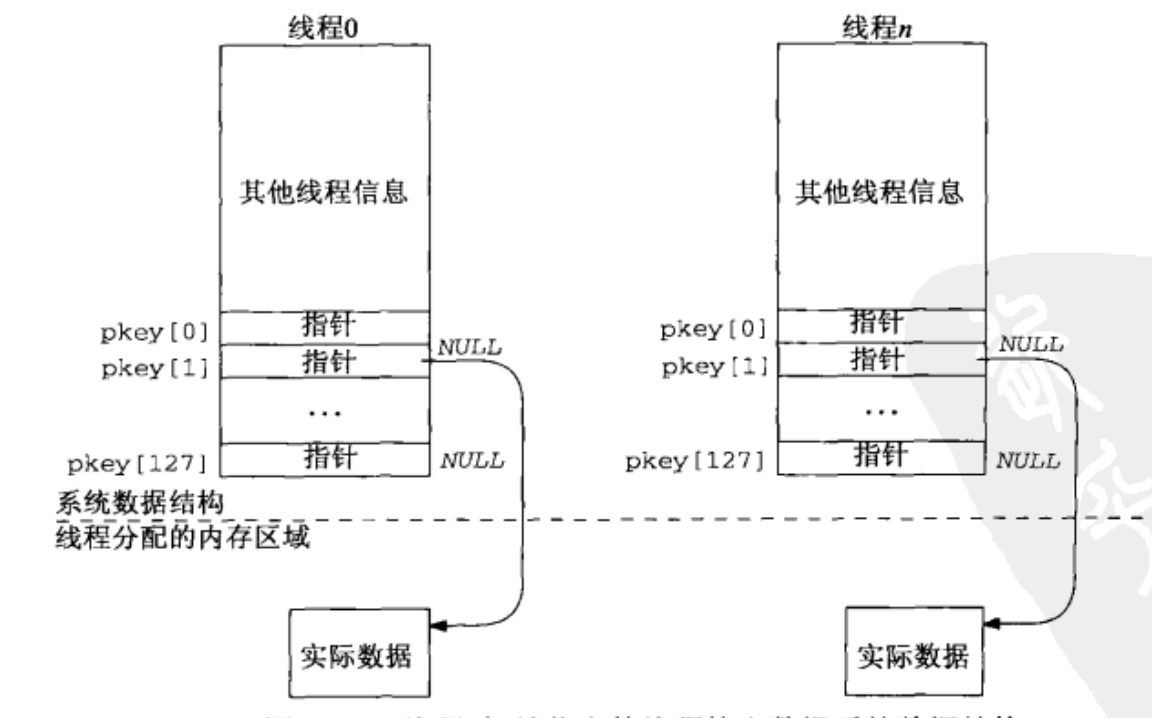 线程0
线程n
其他线程信息
其他线程信息
pkey[0]
指针
NULL
pkey[1]
指针
...
pkey[127]
指针
NULL
pkey[0]
指针
NULL
pkey[1]
指针
...
pkey[127]
指针
NULL
系统数据结构
线程分配的内存区域
实际数据
实际数据